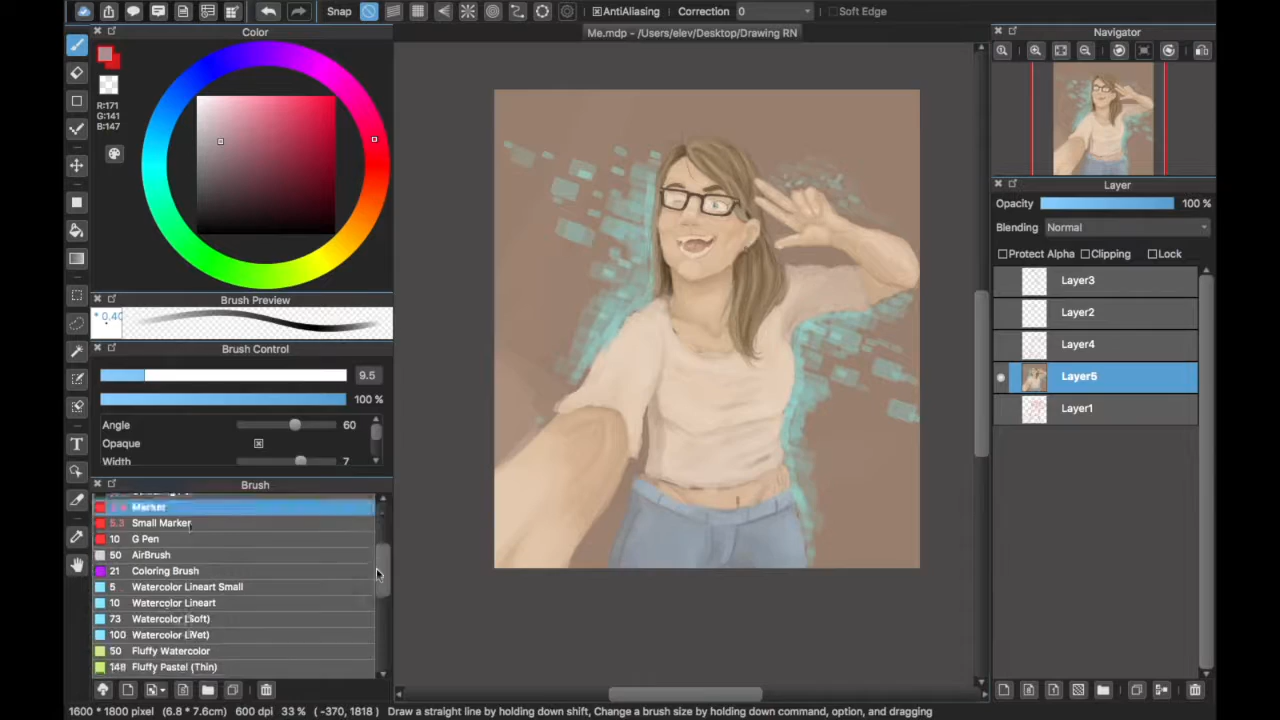 Snap
AntiAliasing
Correction 0
Soft Edge
Color
Me.mdp - /Users/elev/Desktop/Drawing RN
Navigator
R:171
G:141
B:147
Layer
Opacity 100 %
Blending Normal
Protect Alpha Clipping Lock
Layer3
Layer2
Layer4
Layer5
Layer1
Brush Preview
* 0.40
Brush Control
9.5
100 %
Angle 60
Opaque
Width 7
Brush
Marker
5.3 Small Marker
10 G Pen
50 AirBrush
21 Coloring Brush
5 Watercolor Lineart Small
10 Watercolor Lineart
73 Watercolor (Soft)
100 Watercolor (Wet)
50 Fluffy Watercolor
148 Fluffy Pastel (Thin)
T
1600 * 1800 pixel (6.8 * 7.6cm) 600 dpi 33 % ( -370, 1818 ) Draw a straight line by holding down shift, Change a brush size by holding down command, option, and dragging